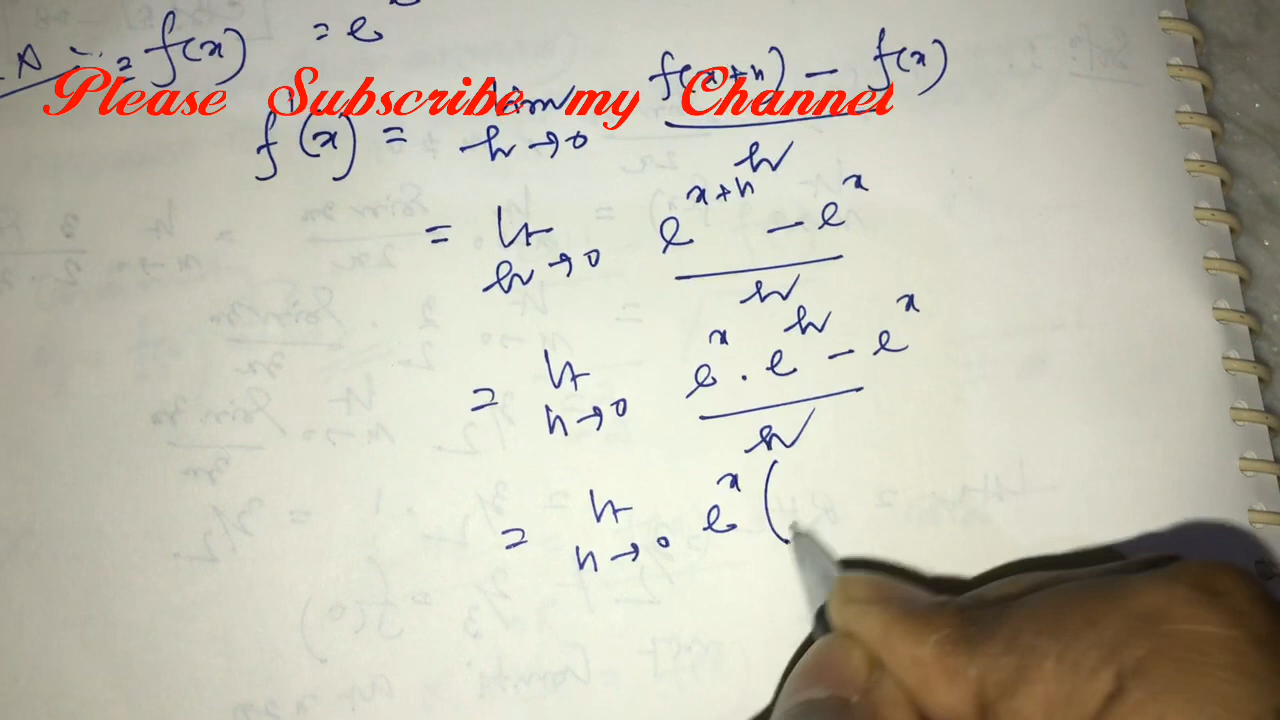 f(x) = e^x
Please Subscribe my Channel
f'(x) = lim h→0 f(x+h) − f(x) / h
= lt h→0 e^{x+h} − e^x / h
= lt h→0 e^x . e^h − e^x / h
= lt h→0 e^x (